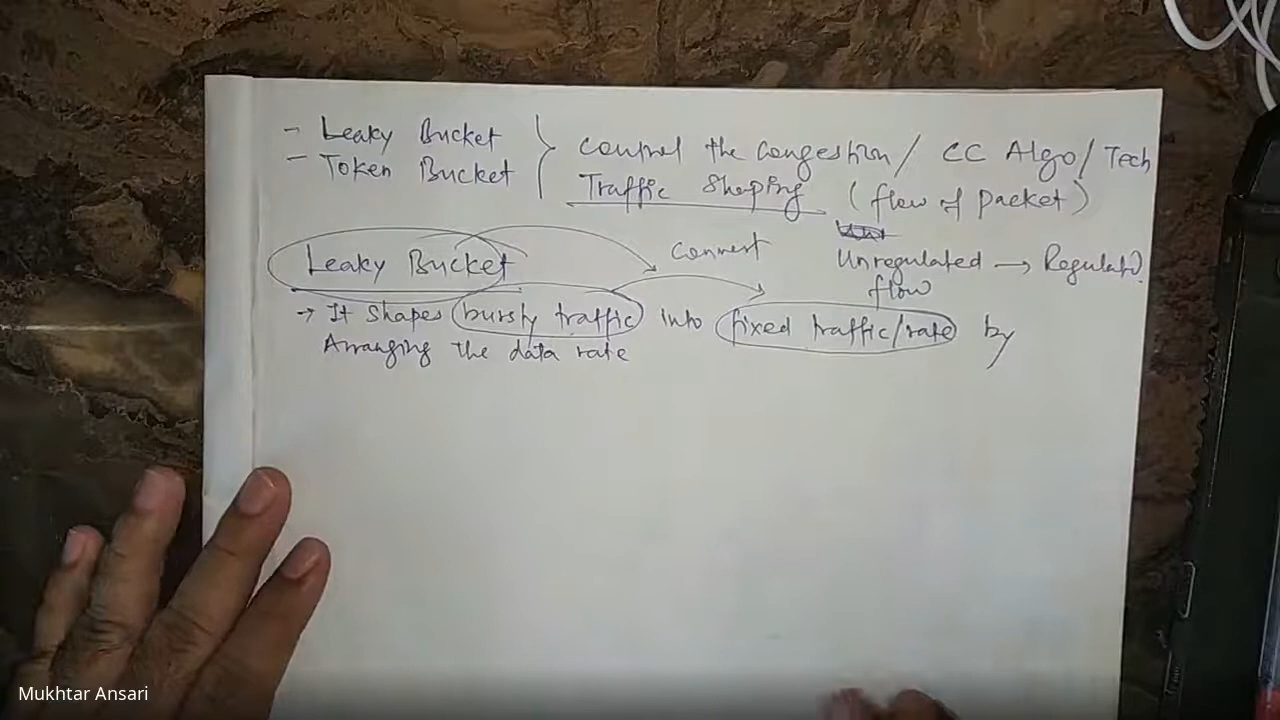 - Leaky Bucket
- Token Bucket
control the congestion / CC Algo / Tech
Traffic Shaping (flow of packet)
Leaky Bucket
convert
Unregulated → Regulated
flow
→ It shapes bursty traffic into fixed traffic/rate by
Arranging the data rate
Mukhtar Ansari